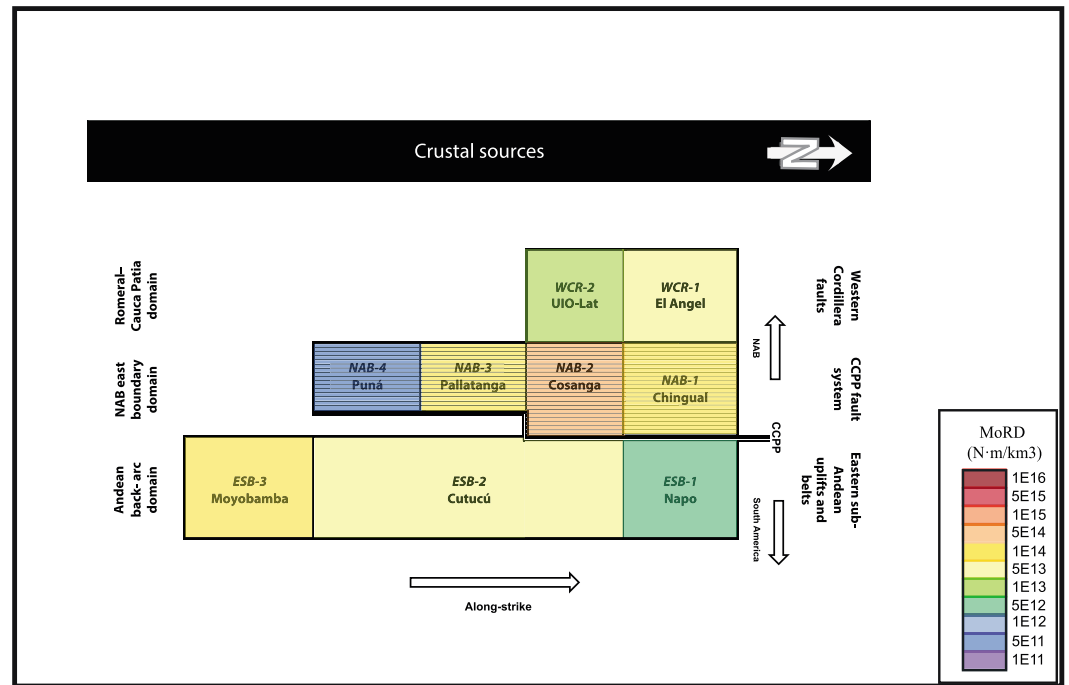 Crustal sources
N
Romeral–
Cauca Patia
domain
WCR-2
UIO-Lat
WCR-1
El Angel
Western
Cordillera
faults
NAB east
boundary
domain
NAB-4
Puná
NAB-3
Pallatanga
NAB-2
Cosanga
NAB-1
Chingual
NAB
CCPP fault
system
CCPP
Andean
back- arc
domain
ESB-3
Moyobamba
ESB-2
Cutucú
ESB-1
Napo
South America
Eastern sub-
Andean
uplifts and
belts
Along-strike
MoRD
(N·m/km3)
1E16
5E15
1E15
5E14
1E14
5E13
1E13
5E12
1E12
5E11
1E11